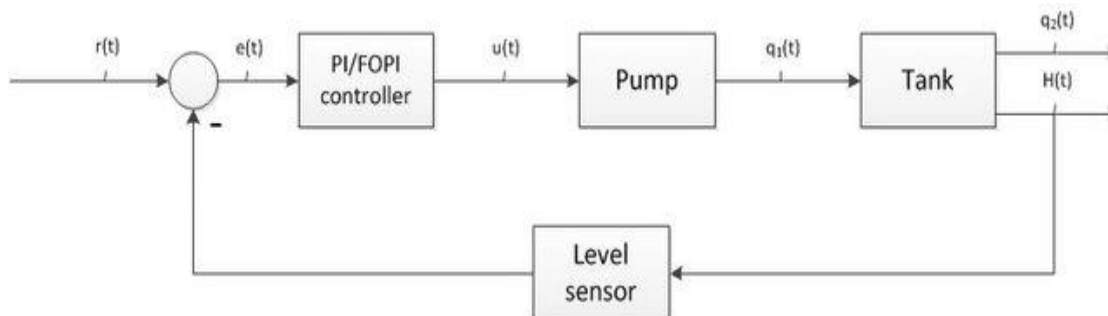 r(t)
e(t)
PI/FOPI
controller
u(t)
Pump
q₁(t)
Tank
q₂(t)
H(t)
-
Level
sensor